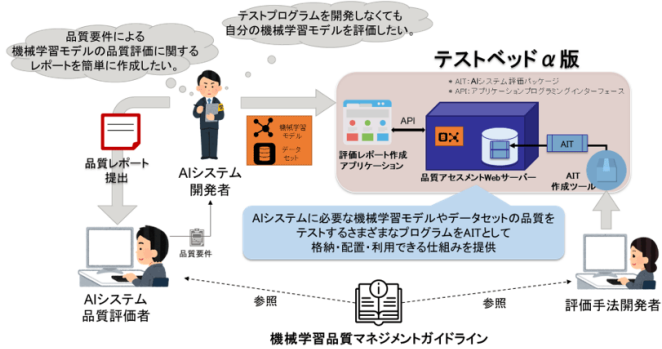 品質要件による
機械学習モデルの品質評価に関する
レポートを簡単に作成したい。
テストプログラムを開発しなくても
自分の機械学習モデルを評価したい。
テストベッドα版
* AIT：AIシステム評価パッケージ
* API：アプリケーションプログラミングインターフェース
機械学習
モデル
データ
セット
API
AIT
品質レポート
提出
AIシステム
開発者
評価レポート作成
アプリケーション
品質アセスメントWebサーバー
AIT
作成ツール
AIシステムに必要な機械学習モデルやデータセットの品質を
テストするさまざまなプログラムをAITとして
格納・配置・利用できる仕組みを提供
品質要件
AIシステム
品質評価者
参照
参照
評価手法開発者
機械学習品質マネジメントガイドライン